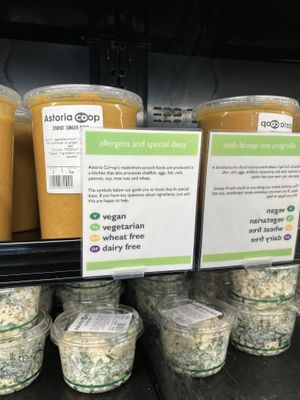 Astoria COOP
CARROT GINGER SOUP
allergens and special diets
Astoria Co+op's made-from-scratch foods are produced in
a kitchen that also processes shellfish, eggs, fish, milk,
peanuts, soy, tree nuts and wheat.
The symbols below can guide you to foods that fit special
diets. If you have any questions about ingredients, just ask!
We are happy to help.
vegan
vegetarian
wheat free
dairy free
coop